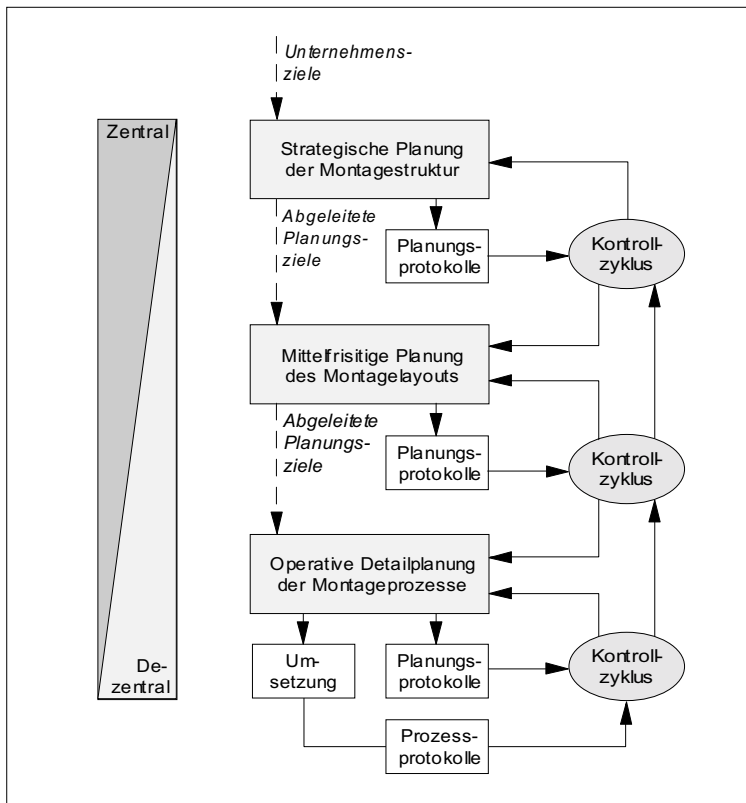 Unternehmens-
ziele
Zentral
Strategische Planung
der Montagestruktur
Abgeleitete
Planungs-
ziele
Planungs-
protokolle
Kontroll-
zyklus
Mittelfrisitige Planung
des Montagelayouts
Abgeleitete
Planungs-
ziele
Planungs-
protokolle
Kontroll-
zyklus
Operative Detailplanung
der Montageprozesse
De-
zentral
Um-
setzung
Planungs-
protokolle
Kontroll-
zyklus
Prozess-
protokolle